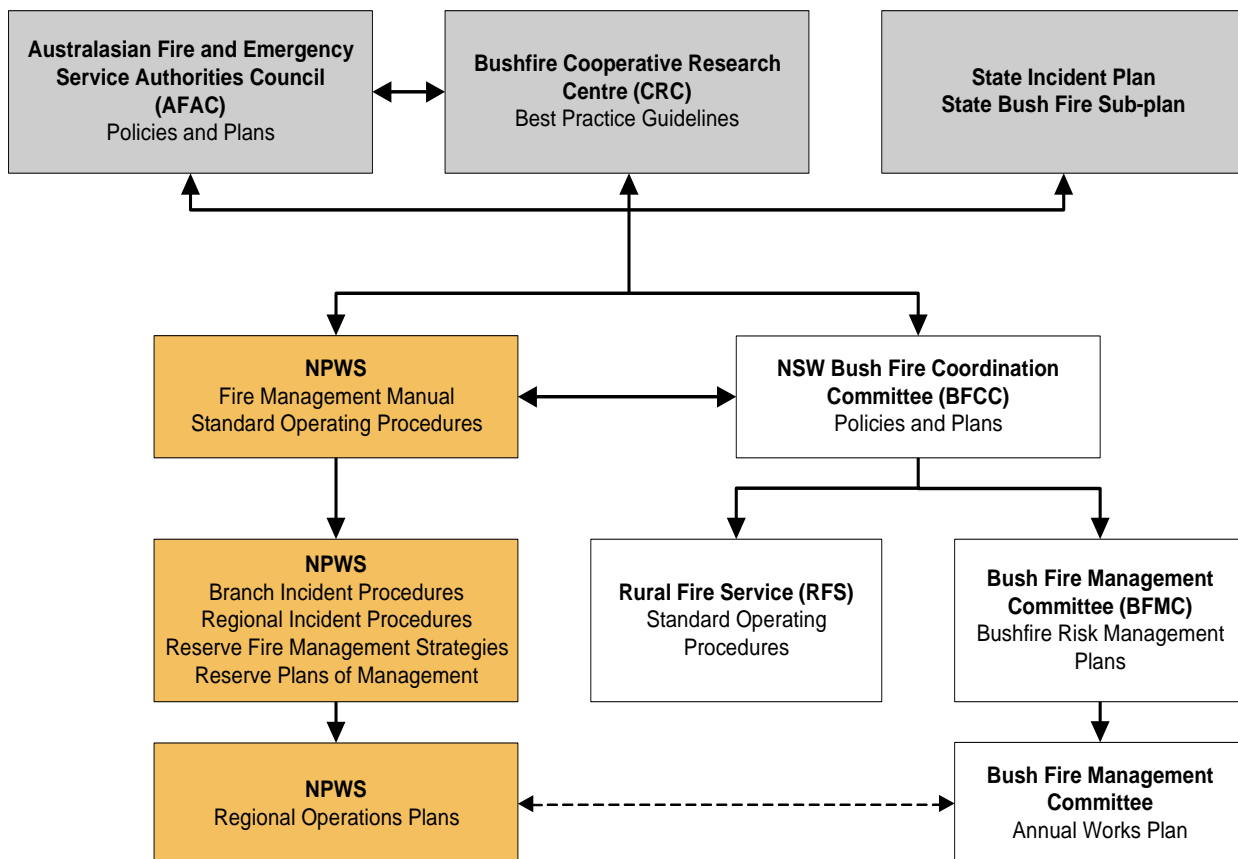 Australasian Fire and Emergency
Service Authorities Council
(AFAC)
Policies and Plans
Bushfire Cooperative Research
Centre (CRC)
Best Practice Guidelines
State Incident Plan
State Bush Fire Sub-plan
NPWS
Fire Management Manual
Standard Operating Procedures
NSW Bush Fire Coordination
Committee (BFCC)
Policies and Plans
NPWS
Branch Incident Procedures
Regional Incident Procedures
Reserve Fire Management Strategies
Reserve Plans of Management
Rural Fire Service (RFS)
Standard Operating
Procedures
Bush Fire Management
Committee (BFMC)
Bushfire Risk Management
Plans
NPWS
Regional Operations Plans
Bush Fire Management
Committee
Annual Works Plan